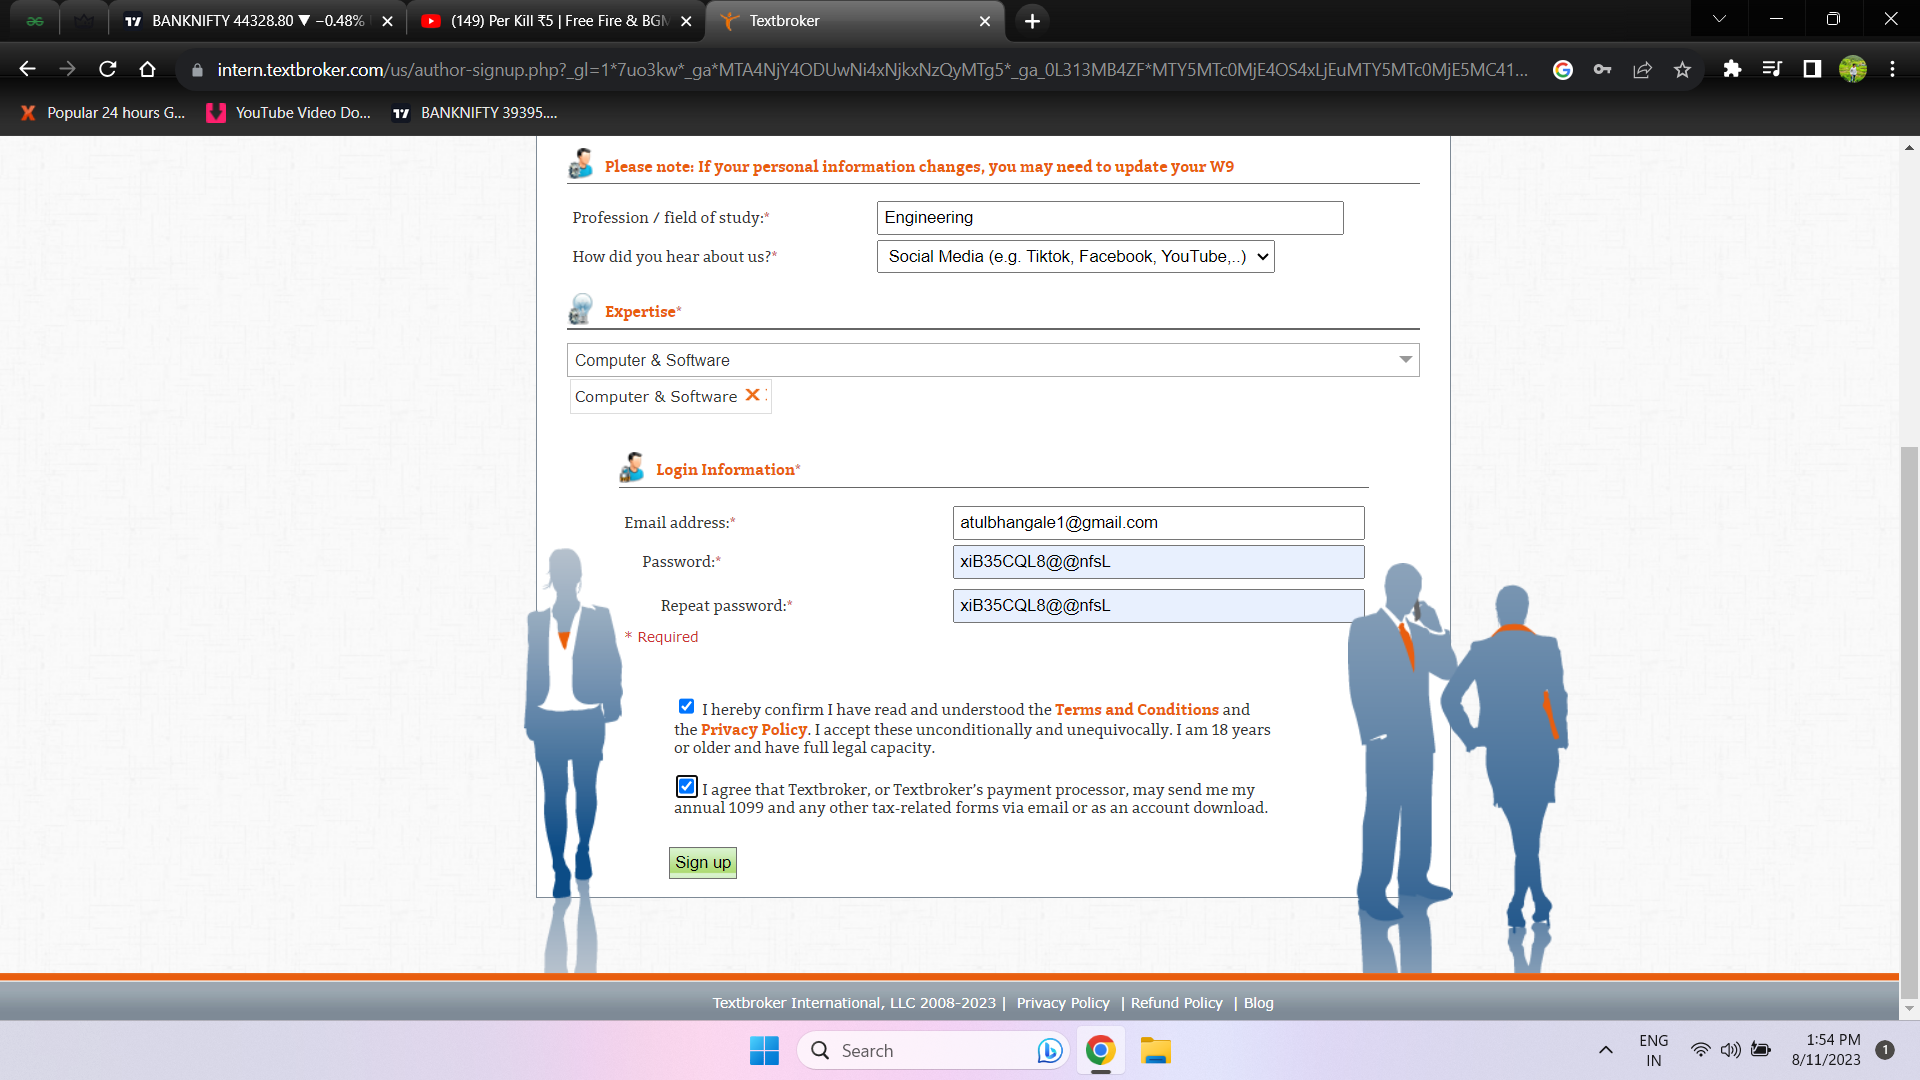 BANKNIFTY 44328.80 ▼ −0.48%
(149) Per Kill ₹5 | Free Fire & BGM
Textbroker
intern.textbroker.com/us/author-signup.php?_gl=1*7uo3kw*_ga*MTA4NjY4ODUwNi4xNjkxNzQyMTg5*_ga_0L313MB4ZF*MTY5MTc0MjE4OS4xLjEuMTY5MTc0MjE5MC41...
Popular 24 hours G...
YouTube Video Do...
BANKNIFTY 39395....
Please note: If your personal information changes, you may need to update your W9
Profession / field of study:* Engineering
How did you hear about us?* Social Media (e.g. Tiktok, Facebook, YouTube,..)
Expertise*
Computer & Software
Computer & Software
Login Information*
Email address:* atulbhangale1@gmail.com
Password:* xiB35CQL8@@nfsL
Repeat password:* xiB35CQL8@@nfsL
* Required
I hereby confirm I have read and understood the Terms and Conditions and
the Privacy Policy. I accept these unconditionally and unequivocally. I am 18 years
or older and have full legal capacity.
I agree that Textbroker, or Textbroker's payment processor, may send me my
annual 1099 and any other tax-related forms via email or as an account download.
Sign up
Textbroker International, LLC 2008-2023 | Privacy Policy | Refund Policy | Blog
Search
ENG
IN
1:54 PM
8/11/2023
1